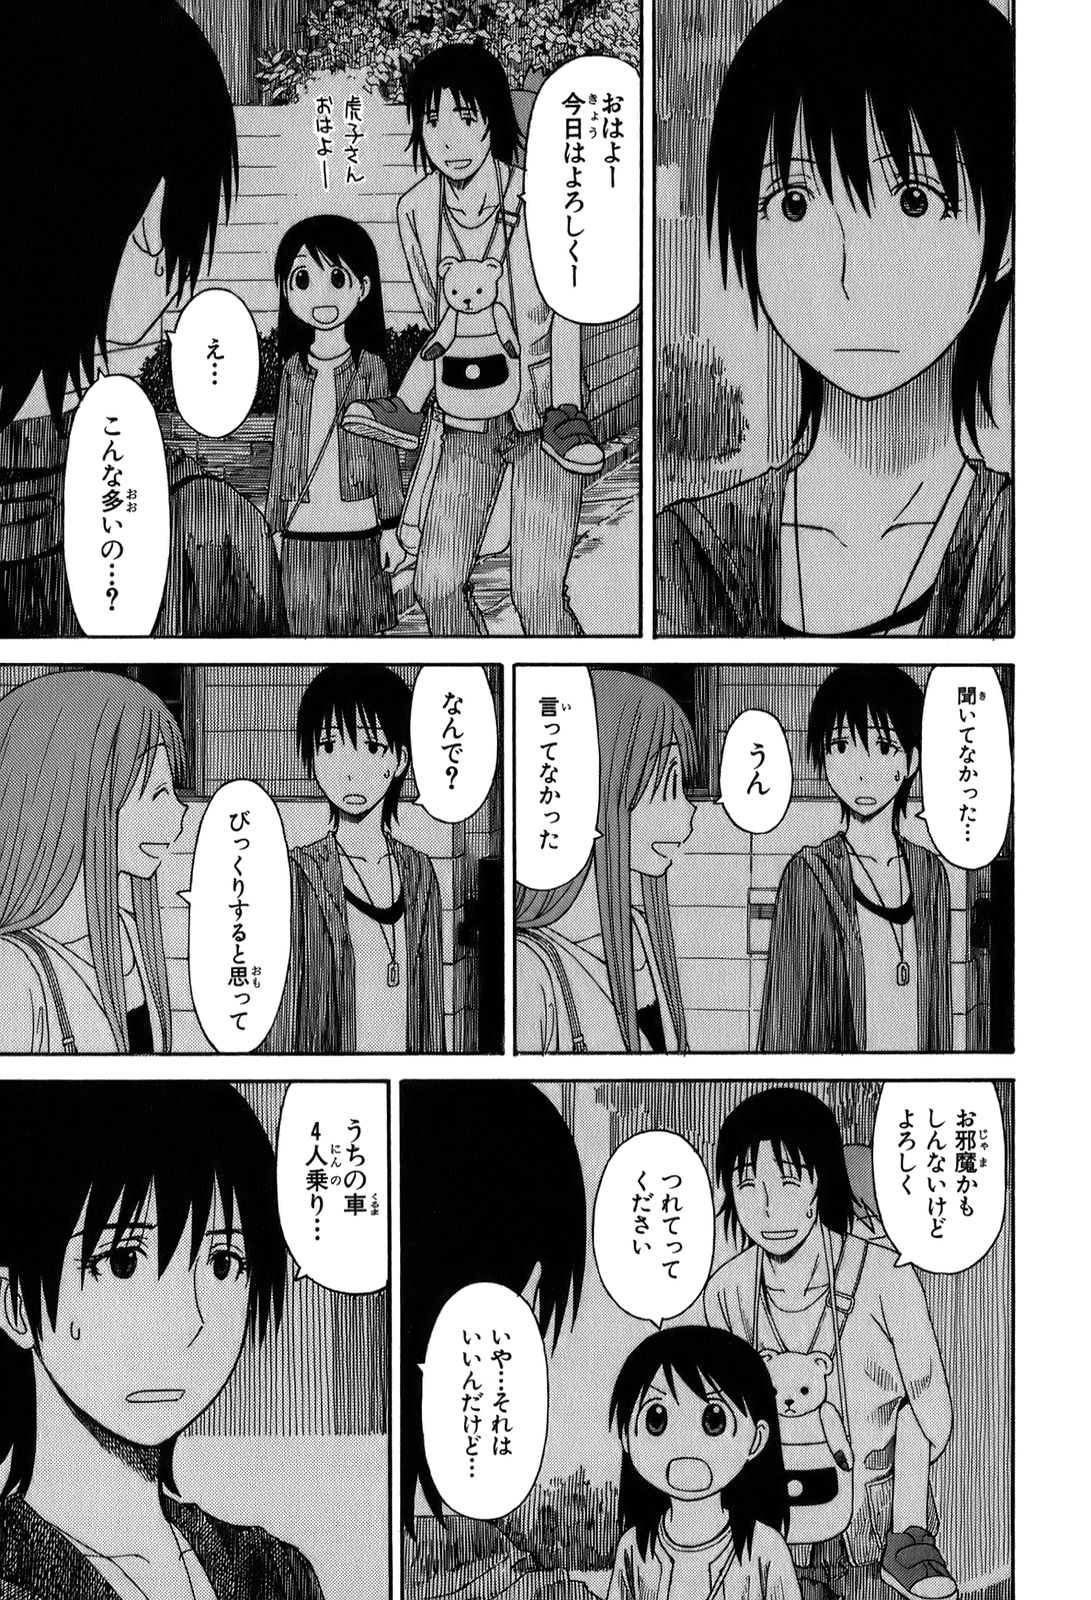 おはよー
今日はよろしくー
虎子さん
おはよー
え…
こんな多いの…？
聞いてなかった…
うん
言ってなかった
なんで？
びっくりすると思って
お邪魔かも
しんないけど
よろしく
つれてって
ください
いや…それは
いいんだけど…
うちの車
4人乗り…